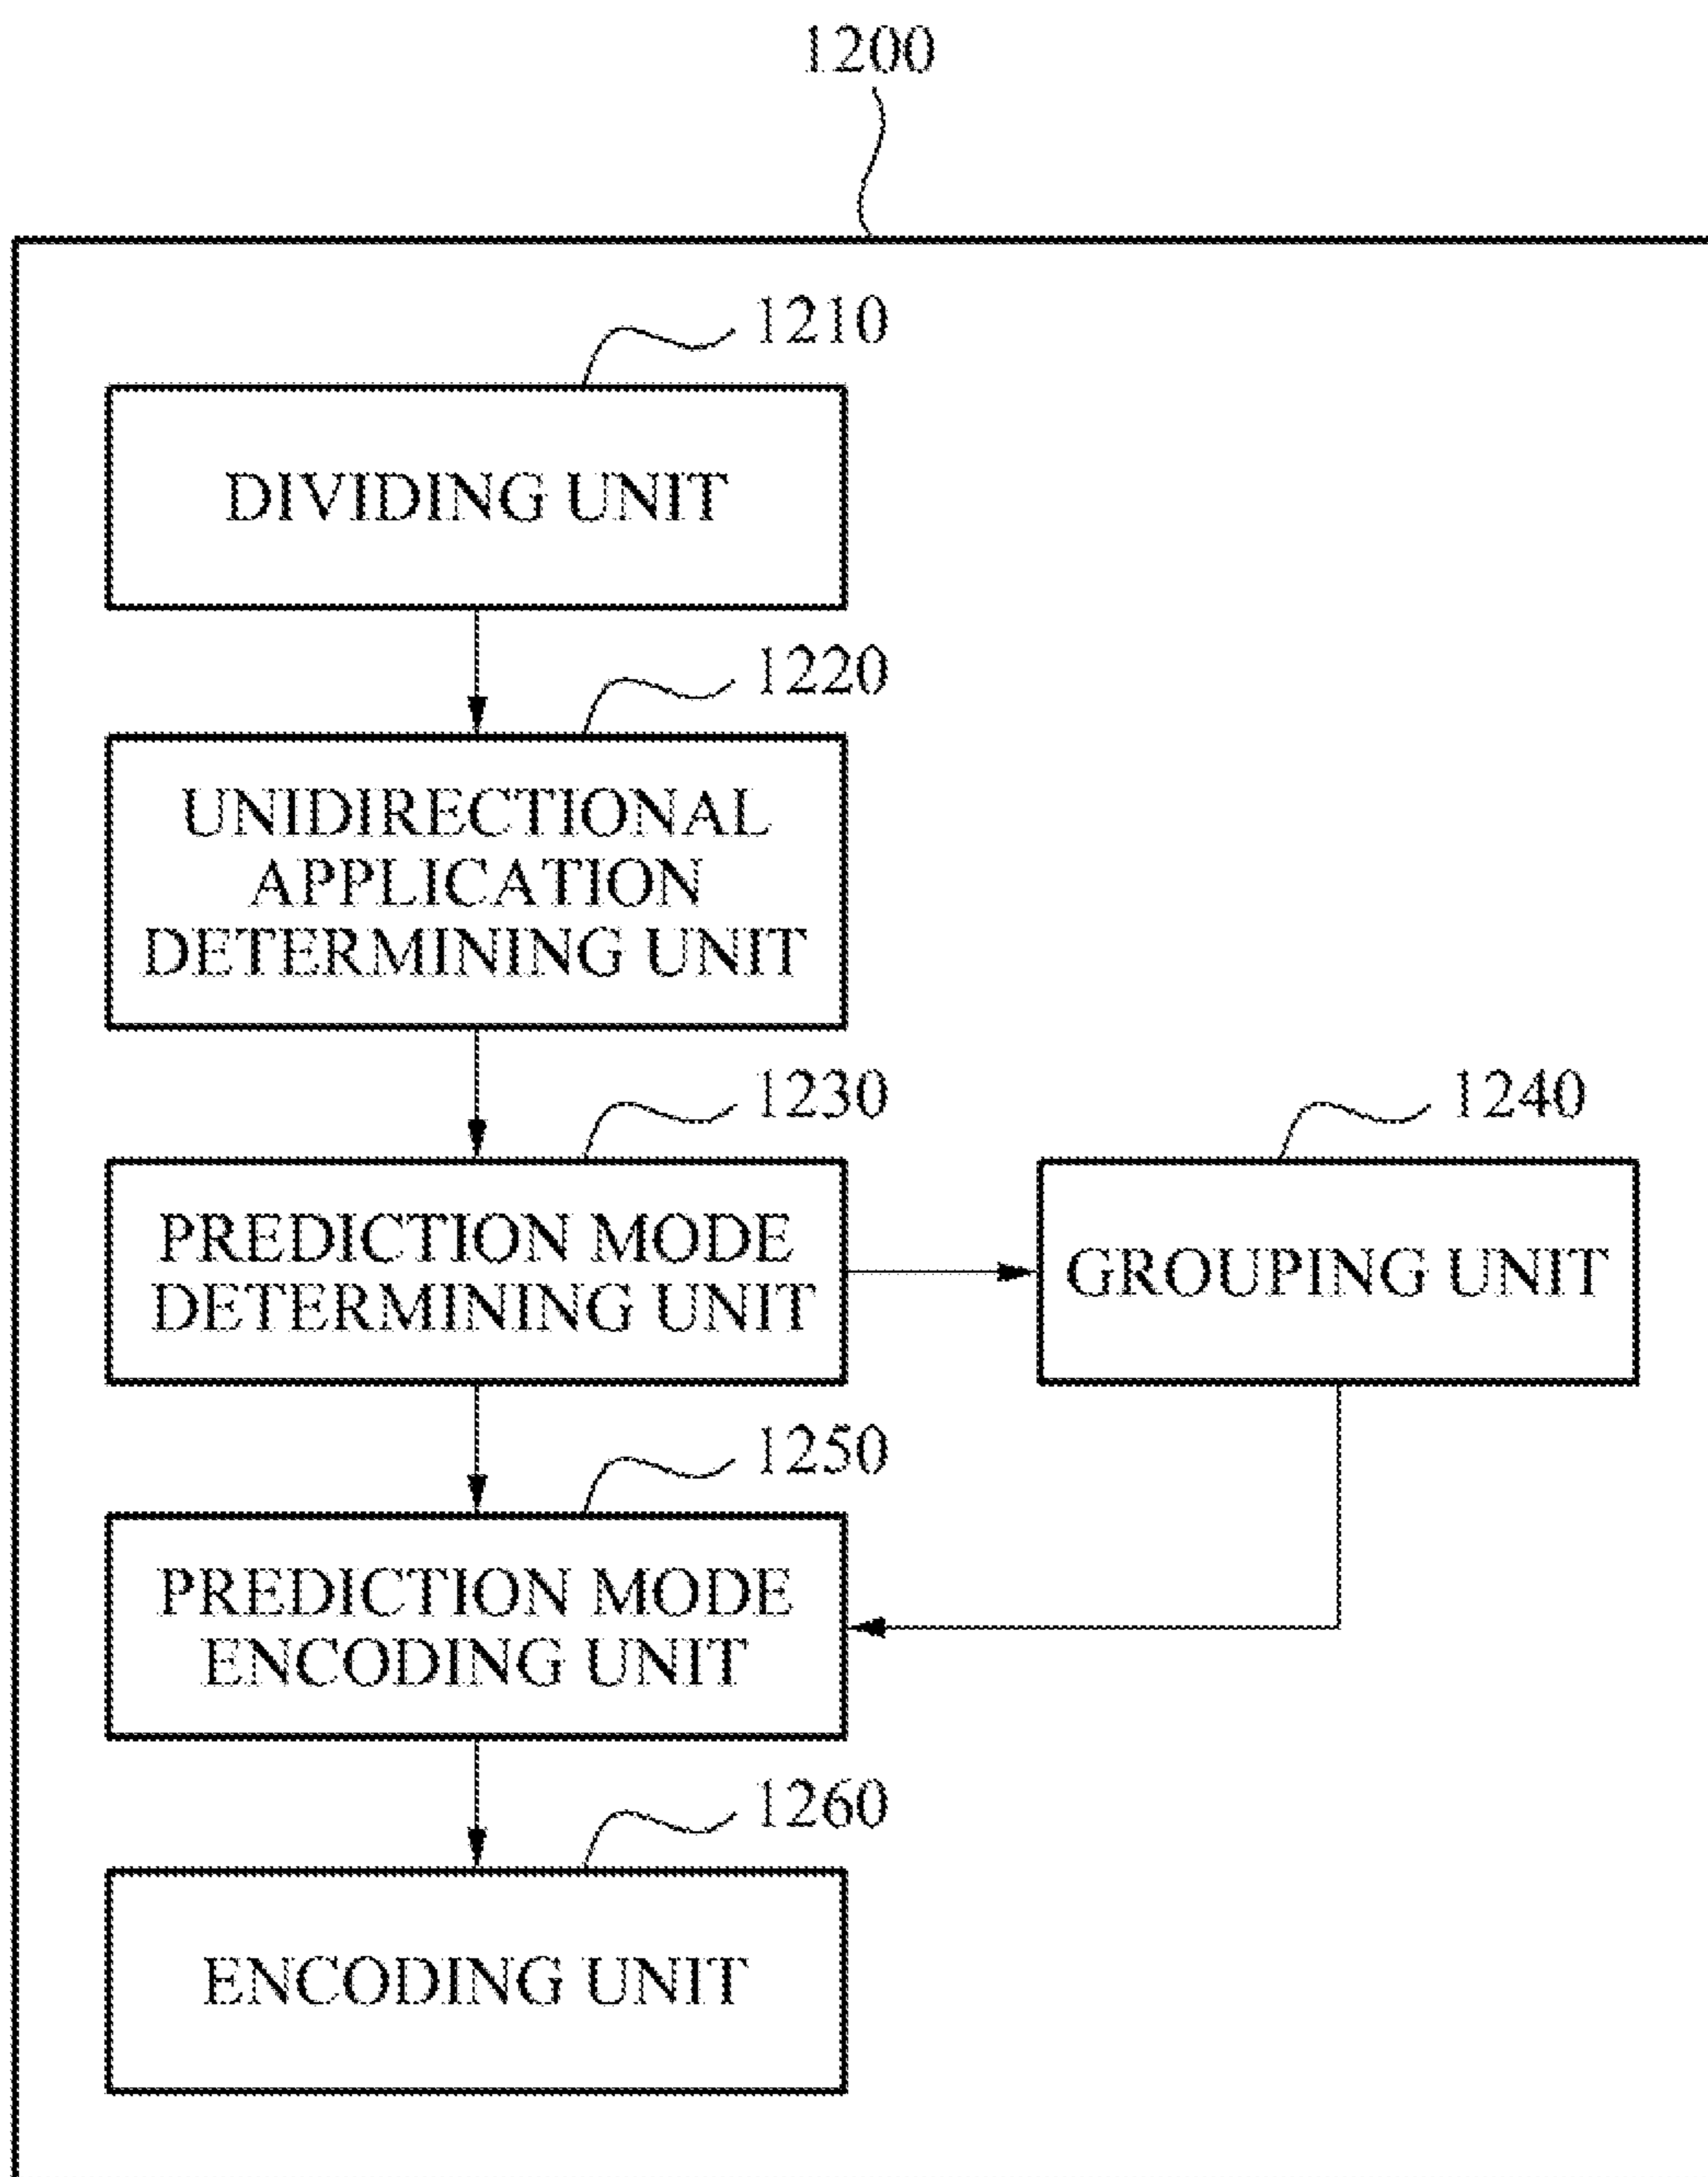 1200
1210
DIVIDING UNIT
1220
UNIDIRECTIONAL
APPLICATION
DETERMINING UNIT
1230
PREDICTION MODE
DETERMINING UNIT
1240
GROUPING UNIT
1250
PREDICTION MODE
ENCODING UNIT
1260
ENCODING UNIT